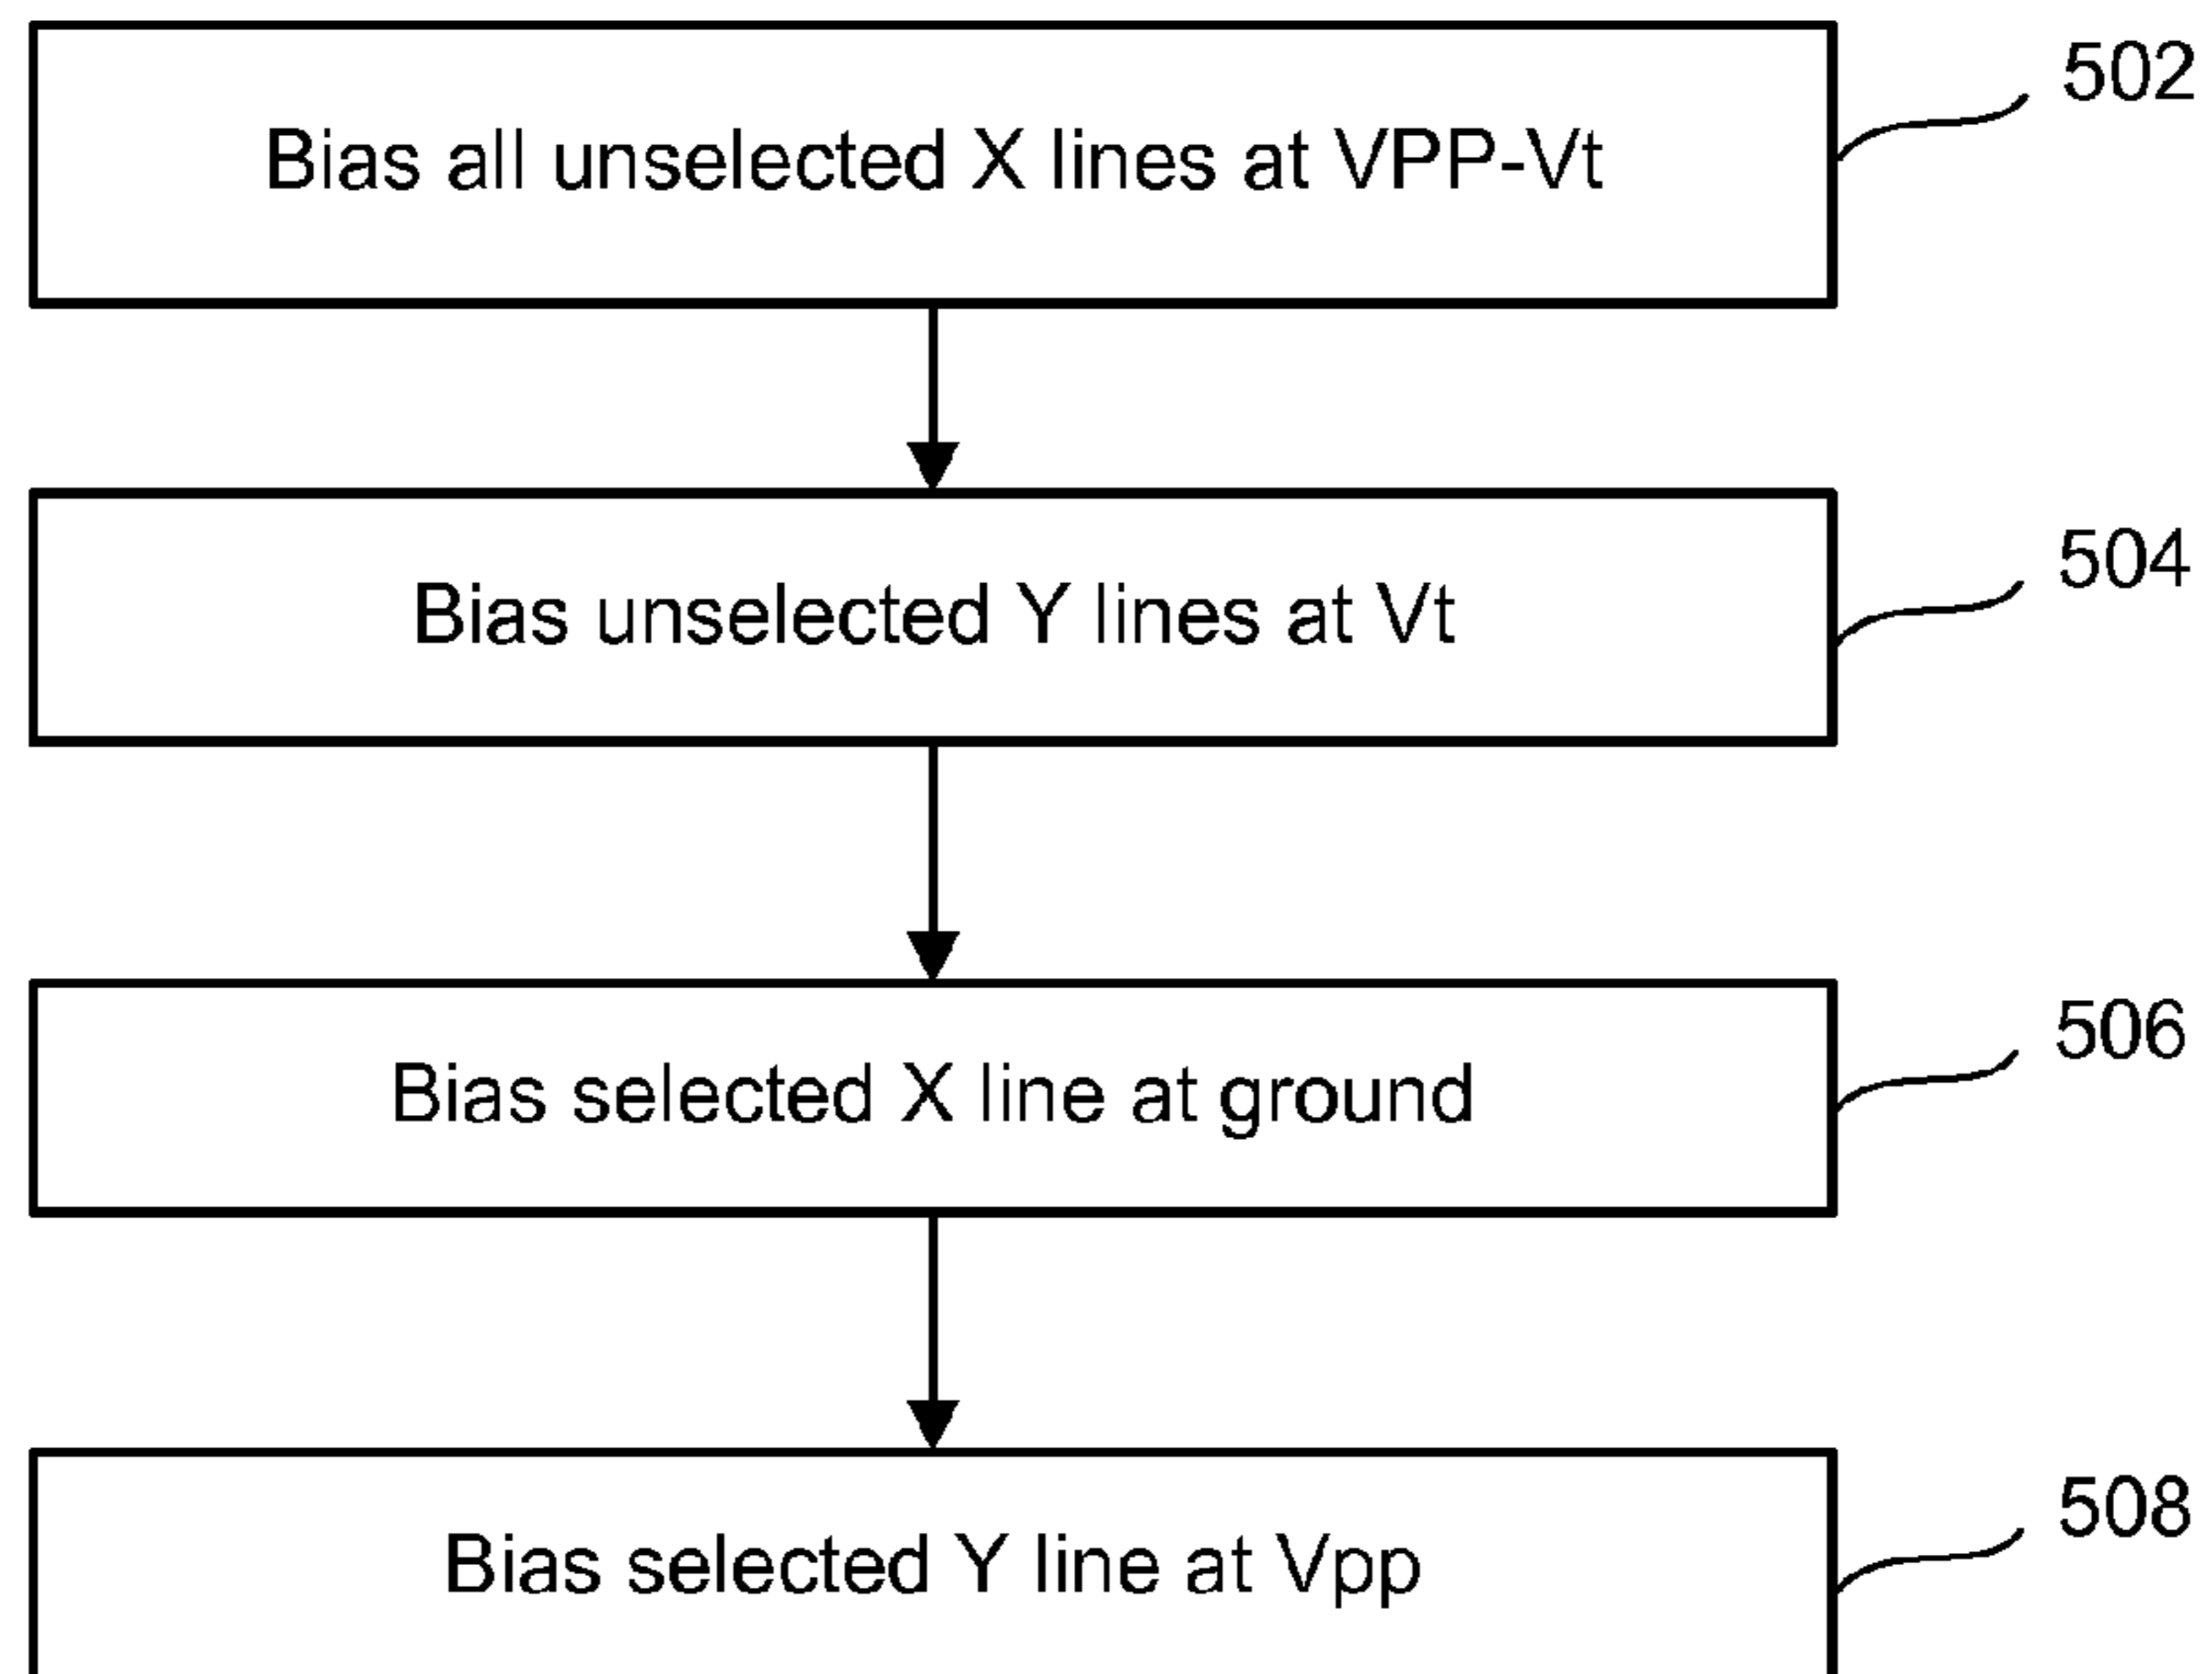 Bias all unselected X lines at VPP-Vt
502
Bias unselected Y lines at Vt
504
Bias selected X line at ground
506
Bias selected Y line at Vpp
508